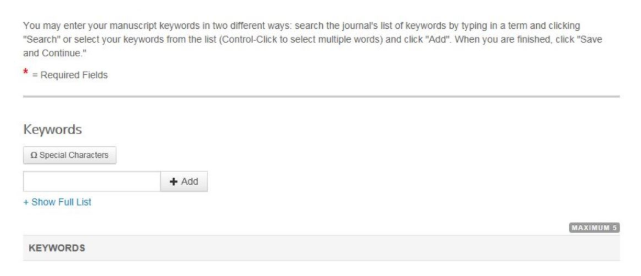 You may enter your manuscript keywords in two different ways: search the journal's list of keywords by typing in a term and clicking
"Search" or select your keywords from the list (Control-Click to select multiple words) and click "Add". When you are finished, click "Save
and Continue."
* = Required Fields
Keywords
Ω Special Characters
+ Add
+ Show Full List
MAXIMUM 5
KEYWORDS